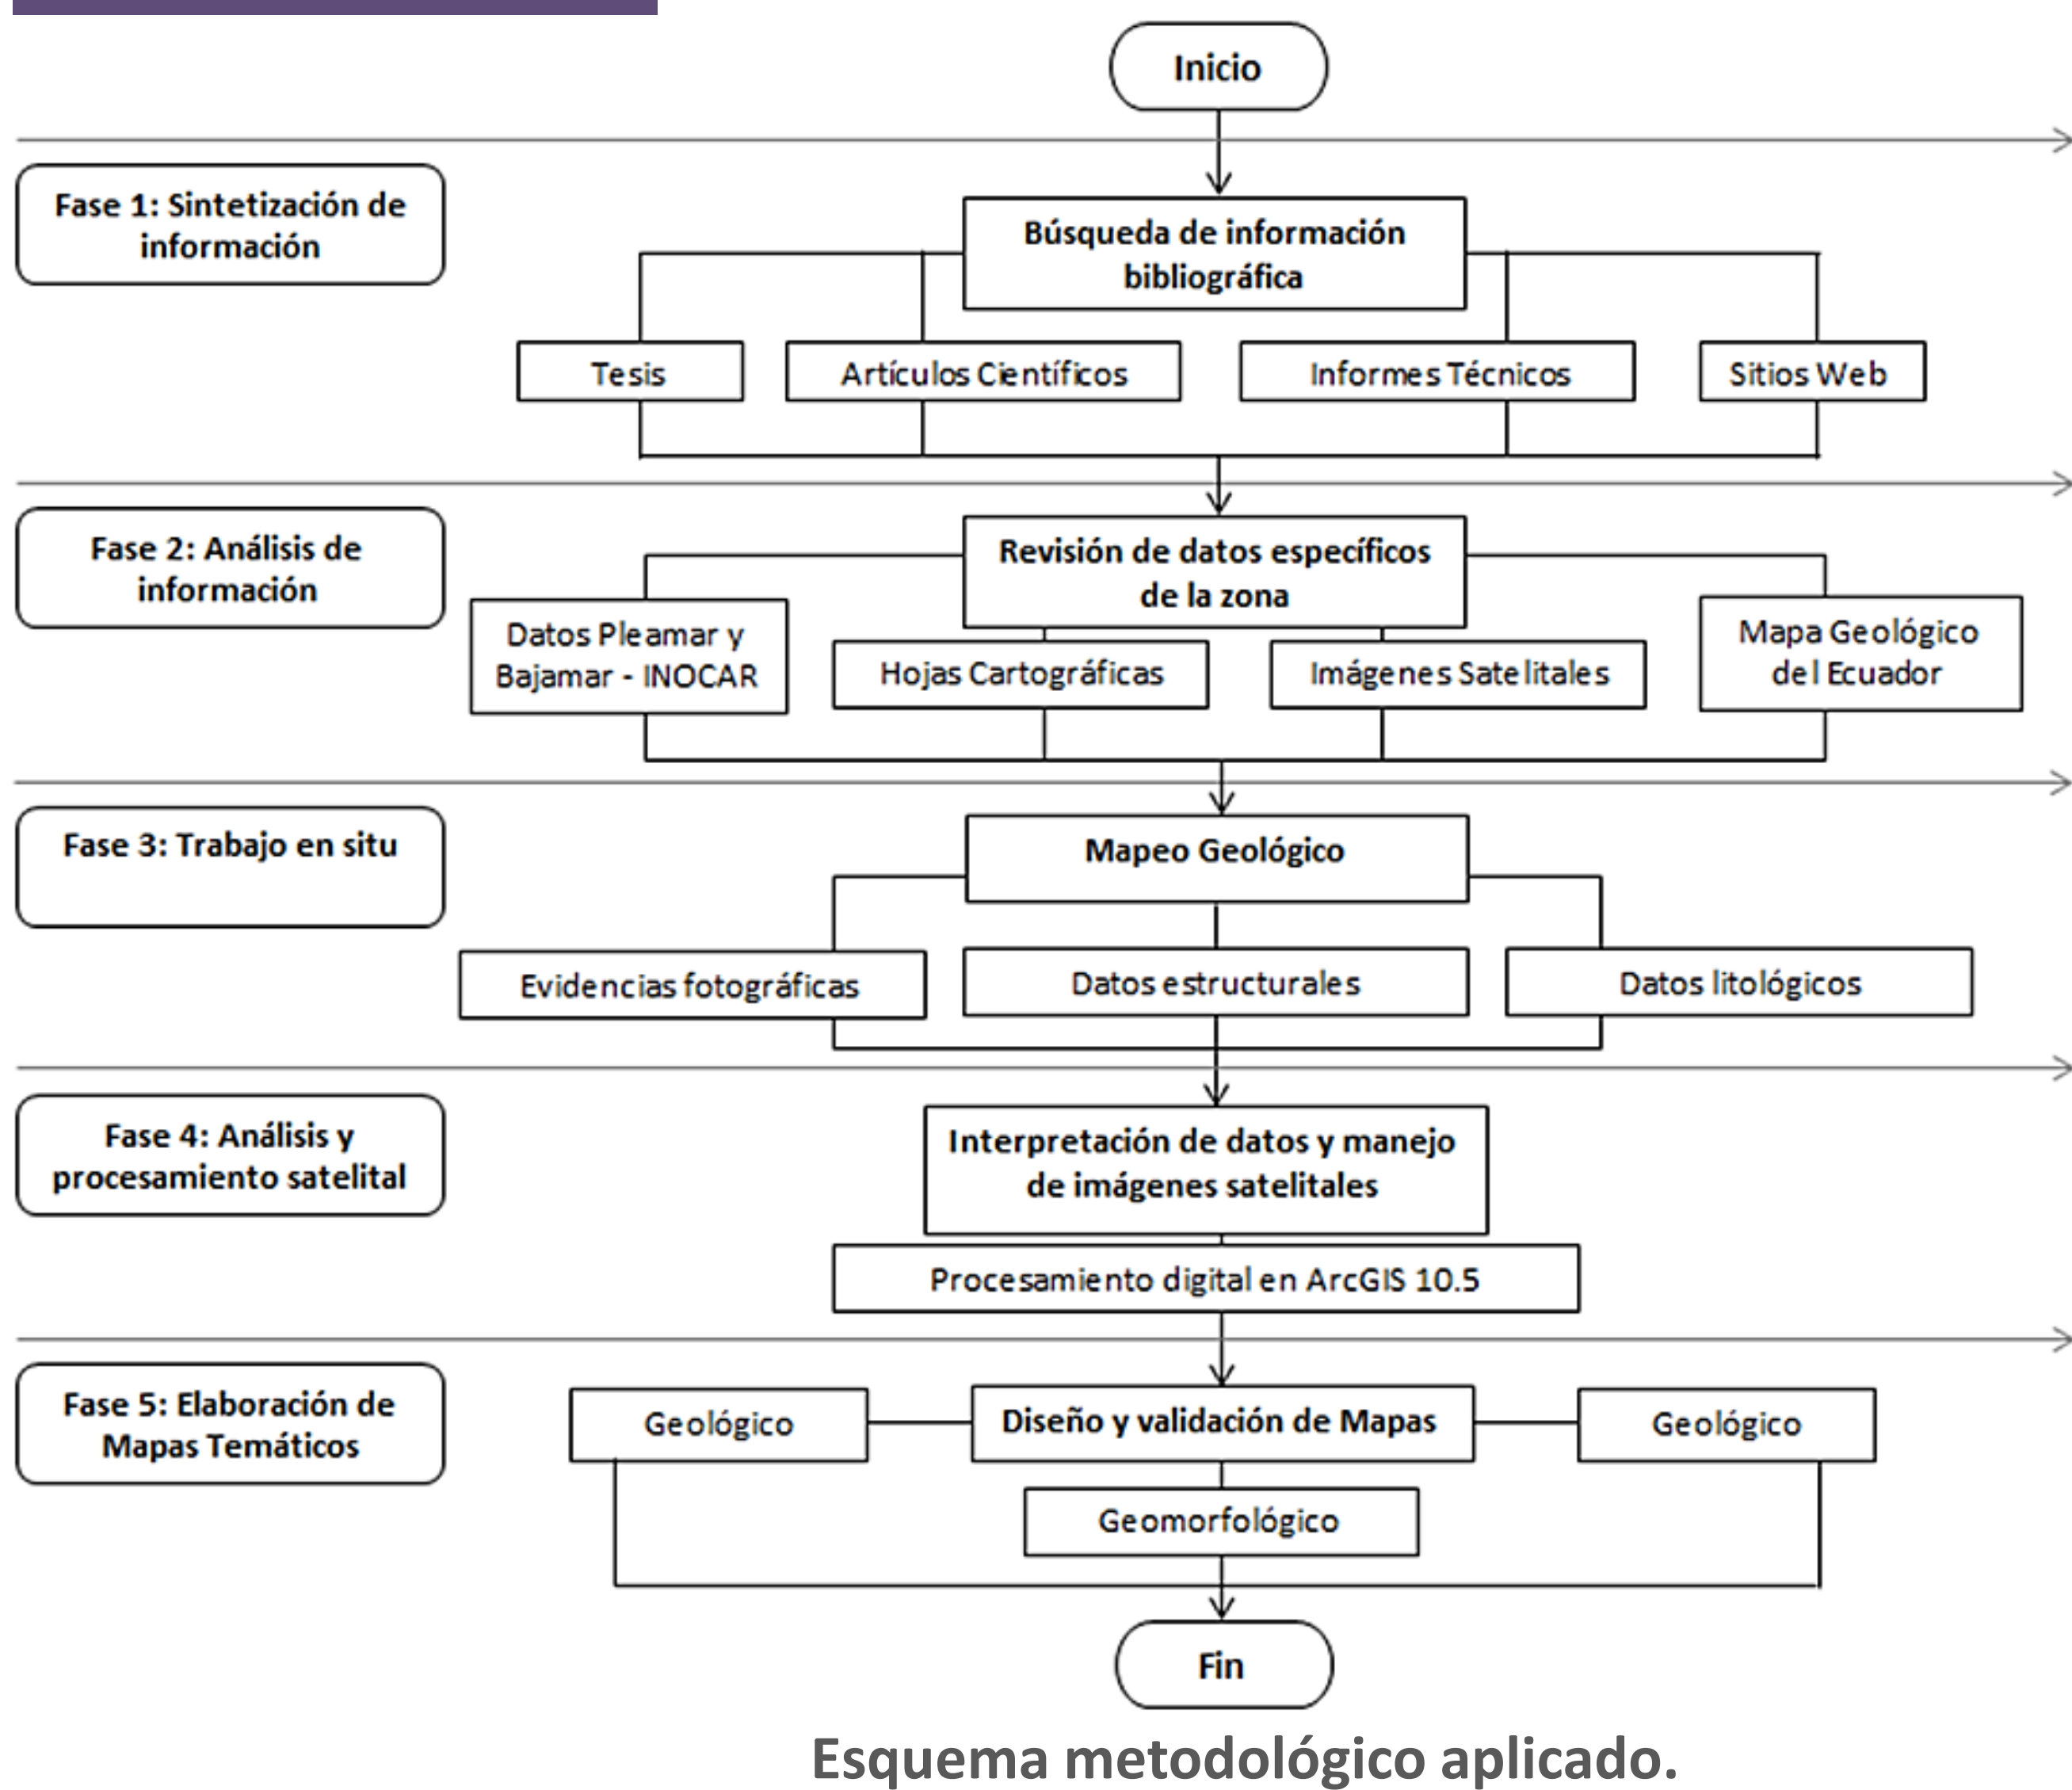 Inicio
Fase 1: Sintetización de
información
Búsqueda de información
bibliográfica
Tesis
Artículos Científicos
Informes Técnicos
Sitios Web
Fase 2: Análisis de
información
Revisión de datos específicos
de la zona
Datos Pleamar y
Bajamar - INOCAR
Hojas Cartográficas
Imágenes Satelitales
Mapa Geológico
del Ecuador
Fase 3: Trabajo en situ
Mapeo Geológico
Evidencias fotográficas
Datos estructurales
Datos litológicos
Fase 4: Análisis y
procesamiento satelital
Interpretación de datos y manejo
de imágenes satelitales
Procesamiento digital en ArcGIS 10.5
Fase 5: Elaboración de
Mapas Temáticos
Geológico
Diseño y validación de Mapas
Geológico
Geomorfológico
Fin
Esquema metodológico aplicado.